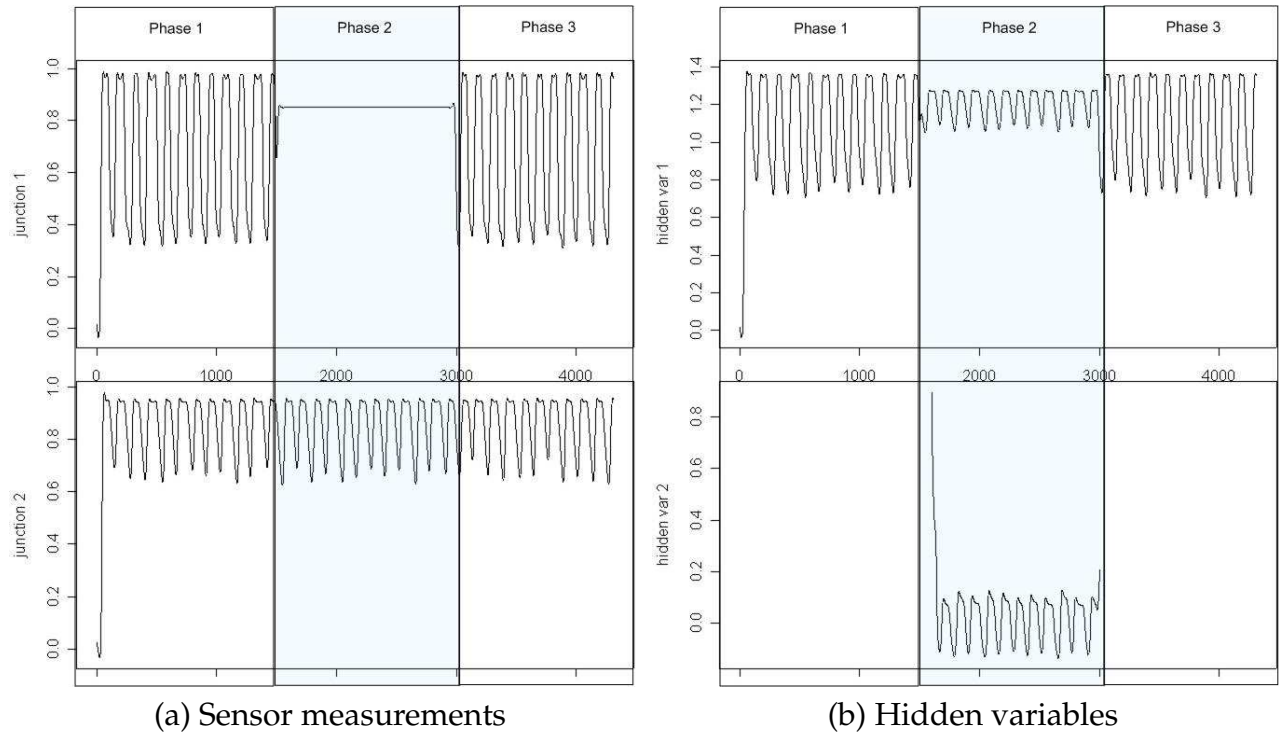 Phase 1
Phase 2
Phase 3
junction 1
0.0
0.2
0.4
0.6
0.8
1.0
0
1000
2000
3000
4000
junction 2
0.0
0.2
0.4
0.6
0.8
1.0
(a) Sensor measurements
Phase 1
Phase 2
Phase 3
hidden var 1
0.0
0.2
0.4
0.6
0.8
1.0
1.2
1.4
0
1000
2000
3000
4000
hidden var 2
0.0
0.2
0.4
0.6
0.8
(b) Hidden variables